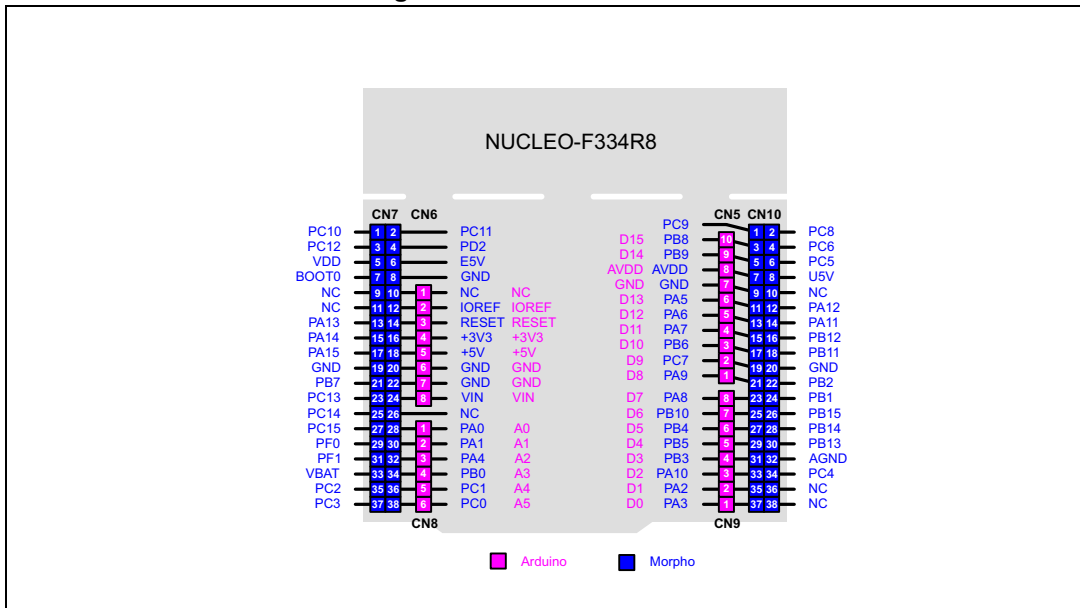 NUCLEO-F334R8
CN7 CN6 CN5 CN10
PC9
PC10 1 2 PC11 1 2 PC8
PC12 3 4 PD2 D15 PB8 10 3 4 PC6
VDD 5 6 E5V D14 PB9 9 5 6 PC5
BOOT0 7 8 GND AVDD AVDD 8 7 8 U5V
NC 9 10 1 NC NC GND GND 7 9 10 NC
NC 11 12 2 IOREF IOREF D13 PA5 6 11 12 PA12
PA13 13 14 3 RESET RESET D12 PA6 5 13 14 PA11
PA14 15 16 4 +3V3 +3V3 D11 PA7 4 15 16 PB12
PA15 17 18 5 +5V +5V D10 PB6 3 17 18 PB11
GND 19 20 6 GND GND D9 PC7 2 19 20 GND
PB7 21 22 7 GND GND D8 PA9 1 21 22 PB2
PC13 23 24 8 VIN VIN D7 PA8 8 23 24 PB1
PC14 25 26 NC D6 PB10 7 25 26 PB15
PC15 27 28 1 PA0 A0 D5 PB4 6 27 28 PB14
PF0 29 30 2 PA1 A1 D4 PB5 5 29 30 PB13
PF1 31 32 3 PA4 A2 D3 PB3 4 31 32 AGND
VBAT 33 34 4 PB0 A3 D2 PA10 3 33 34 PC4
PC2 35 36 5 PC1 A4 D1 PA2 2 35 36 NC
PC3 37 38 6 PC0 A5 D0 PA3 1 37 38 NC
CN8 CN9
Arduino Morpho